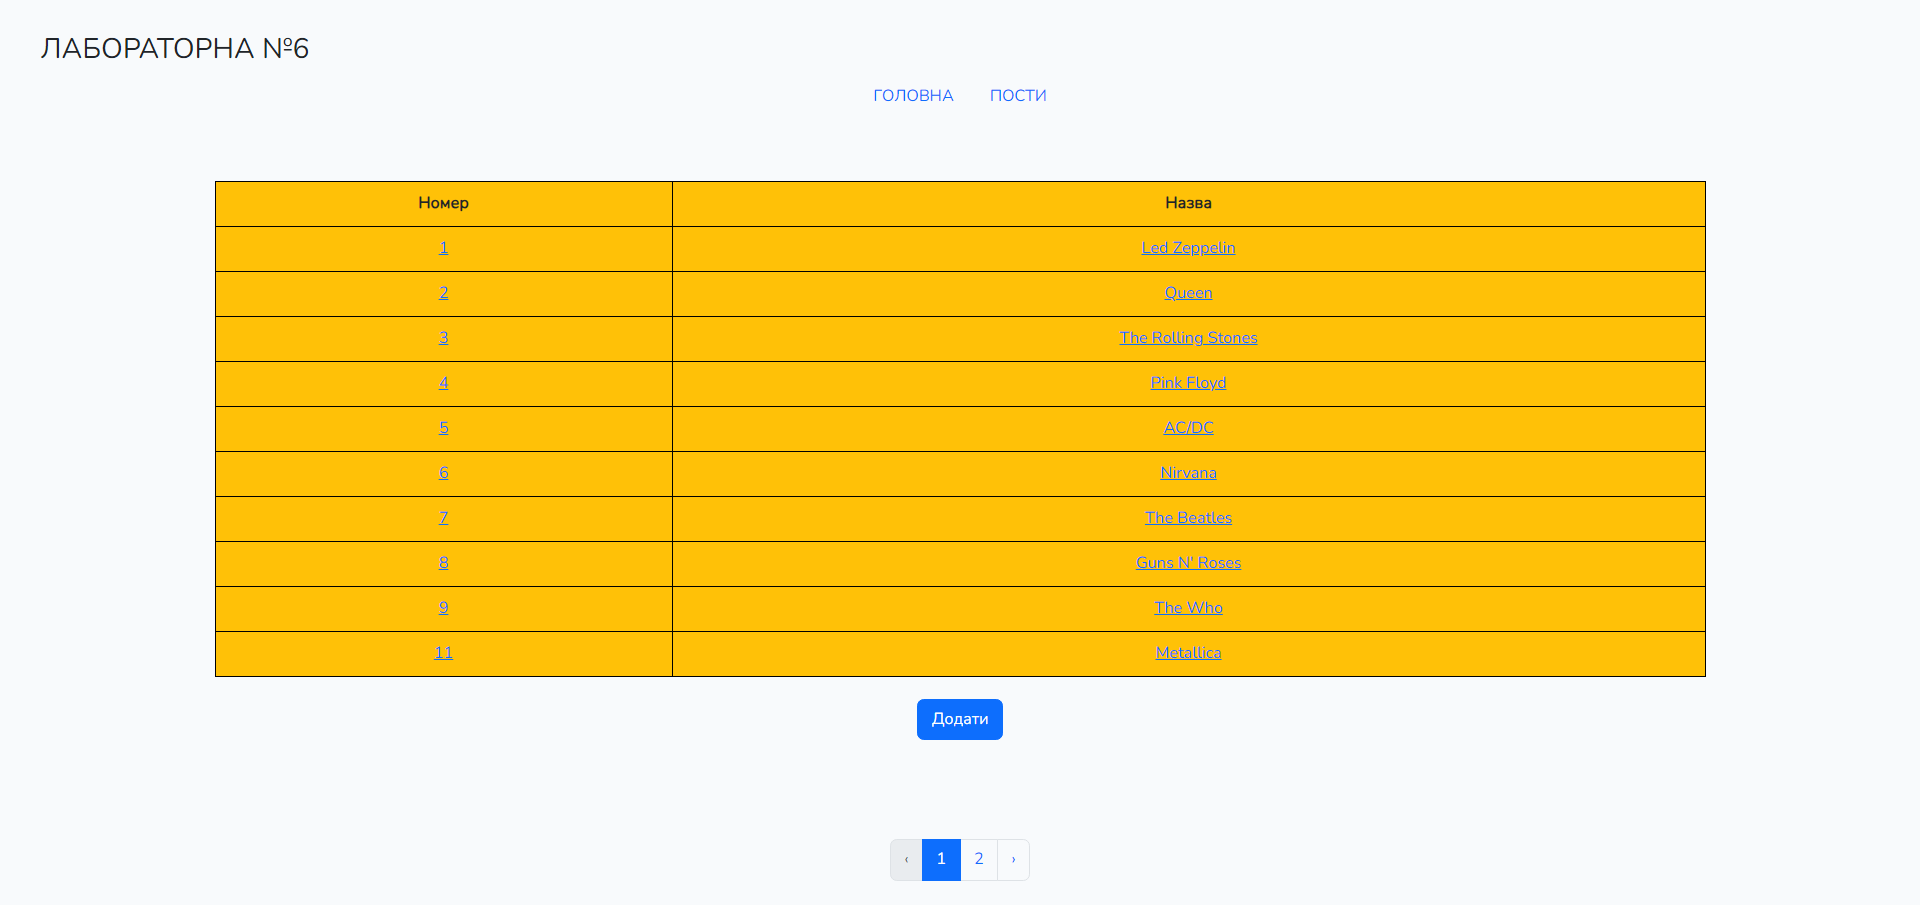 ЛАБОРАТОРНА №6
ГОЛОВНА ПОСТИ
Номер Назва
1 Led Zeppelin
2 Queen
3 The Rolling Stones
4 Pink Floyd
5 AC/DC
6 Nirvana
7 The Beatles
8 Guns N' Roses
9 The Who
11 Metallica
Додати
‹ 1 2 ›